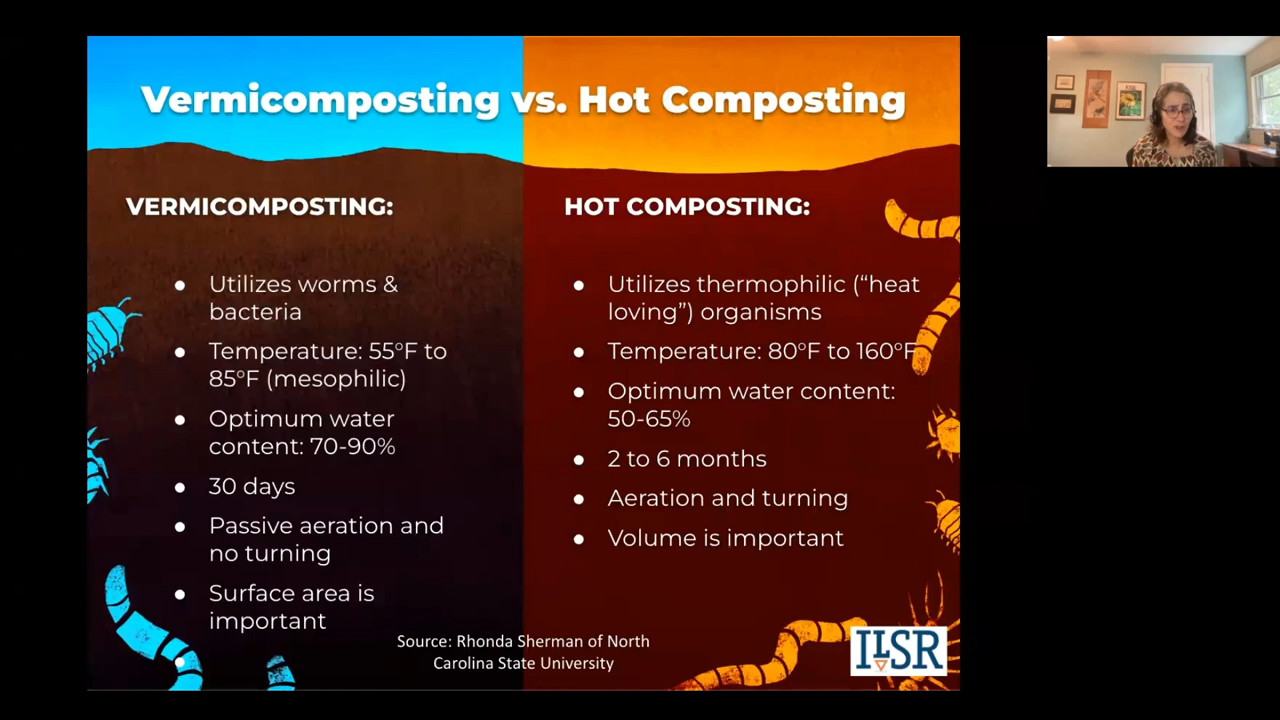 Vermicomposting vs. Hot Composting
VERMICOMPOSTING:
● Utilizes worms &
bacteria
● Temperature: 55°F to
85°F (mesophilic)
● Optimum water
content: 70-90%
● 30 days
● Passive aeration and
no turning
● Surface area is
important
HOT COMPOSTING:
● Utilizes thermophilic (“heat
loving”) organisms
● Temperature: 80°F to 160°F
● Optimum water content:
50-65%
● 2 to 6 months
● Aeration and turning
● Volume is important
Source: Rhonda Sherman of North
Carolina State University
ILSR